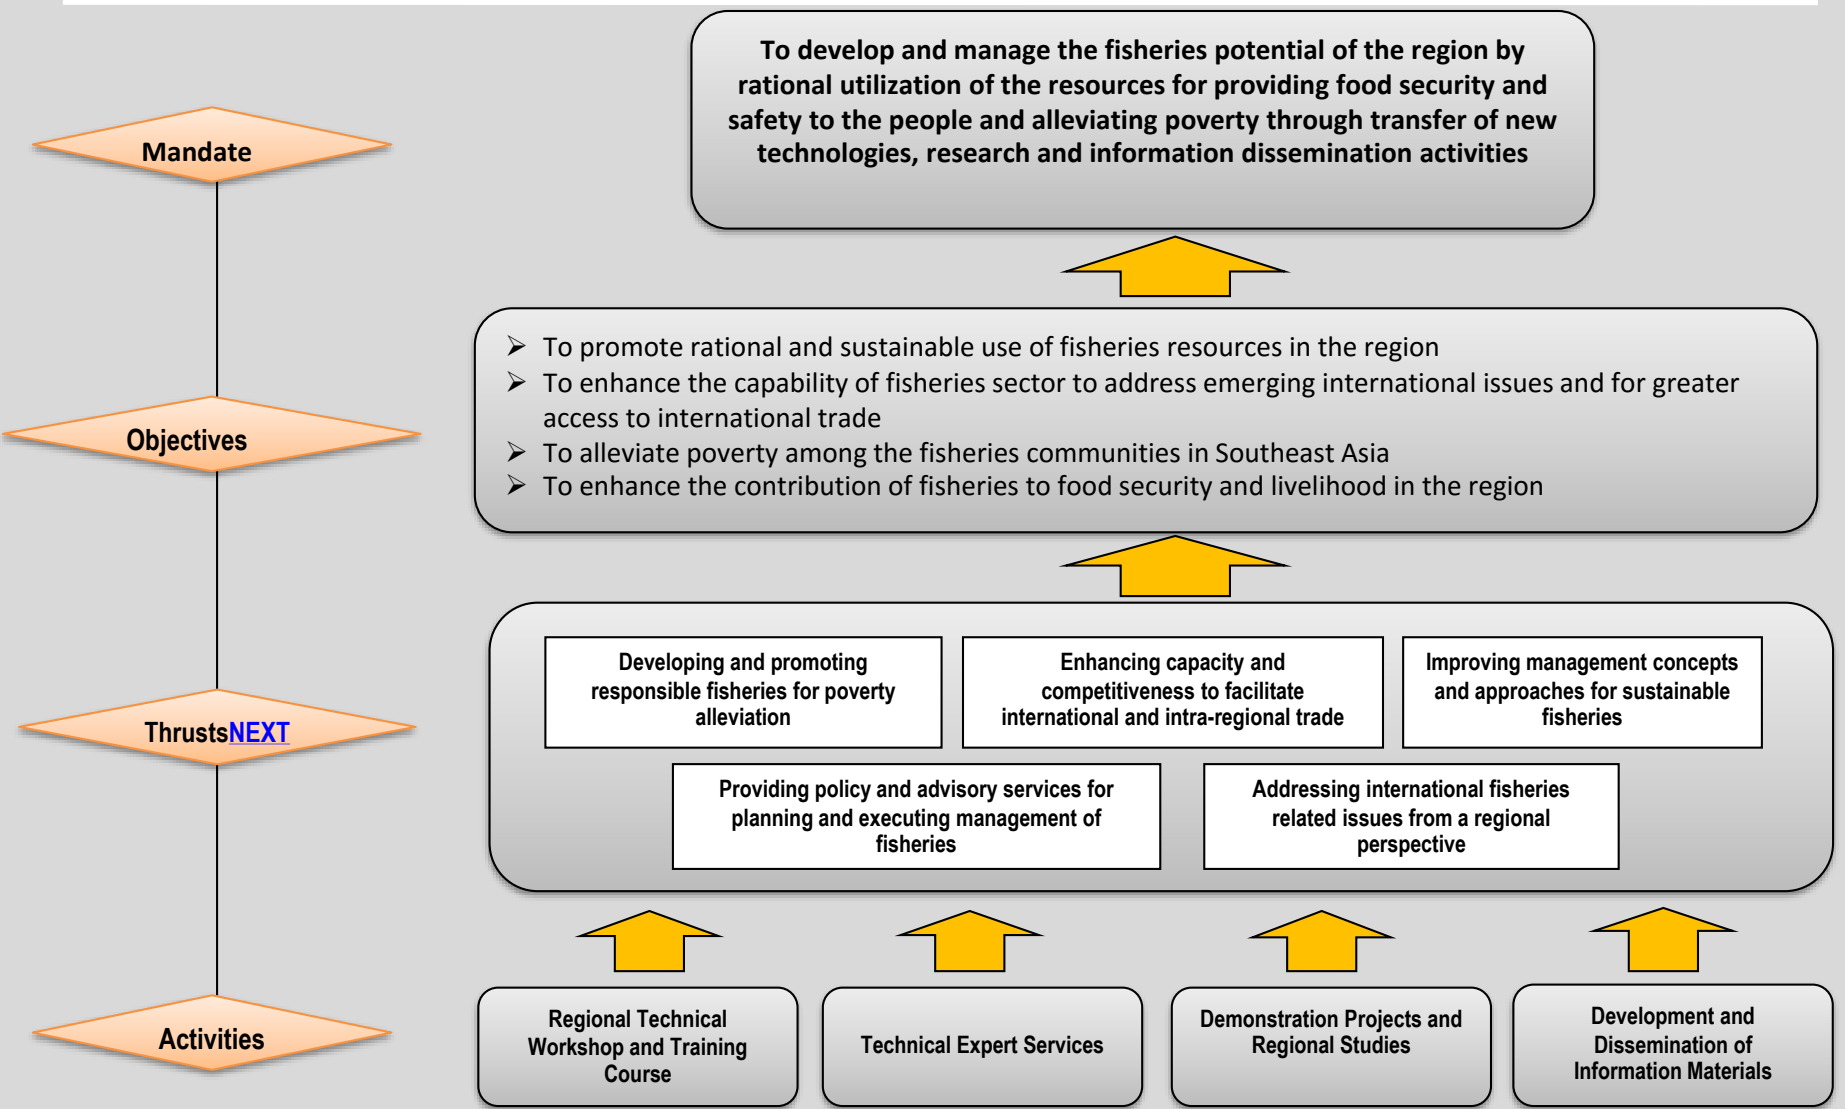 To develop and manage the fisheries potential of the region by
rational utilization of the resources for providing food security and
safety to the people and alleviating poverty through transfer of new
technologies, research and information dissemination activities
Mandate
➢ To promote rational and sustainable use of fisheries resources in the region
➢ To enhance the capability of fisheries sector to address emerging international issues and for greater
access to international trade
➢ To alleviate poverty among the fisheries communities in Southeast Asia
➢ To enhance the contribution of fisheries to food security and livelihood in the region
Objectives
Developing and promoting
responsible fisheries for poverty
alleviation
Enhancing capacity and
competitiveness to facilitate
international and intra-regional trade
Improving management concepts
and approaches for sustainable
fisheries
ThrustsNEXT
Providing policy and advisory services for
planning and executing management of
fisheries
Addressing international fisheries
related issues from a regional
perspective
Activities
Regional Technical
Workshop and Training
Course
Technical Expert Services
Demonstration Projects and
Regional Studies
Development and
Dissemination of
Information Materials